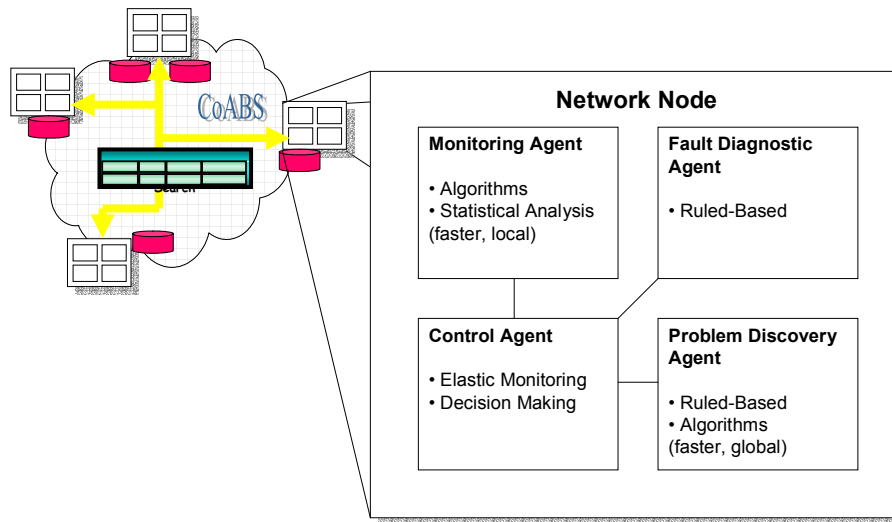 CoABS
Search
Network Node
Monitoring Agent
• Algorithms
• Statistical Analysis
(faster, local)
Fault Diagnostic
Agent
• Ruled-Based
Control Agent
• Elastic Monitoring
• Decision Making
Problem Discovery
Agent
• Ruled-Based
• Algorithms
(faster, global)